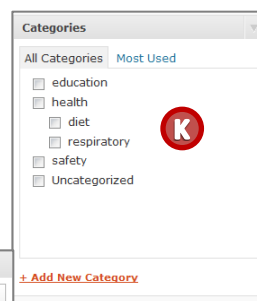 Categories
All Categories Most Used
education
health
diet
respiratory
K
safety
Uncategorized
+ Add New Category